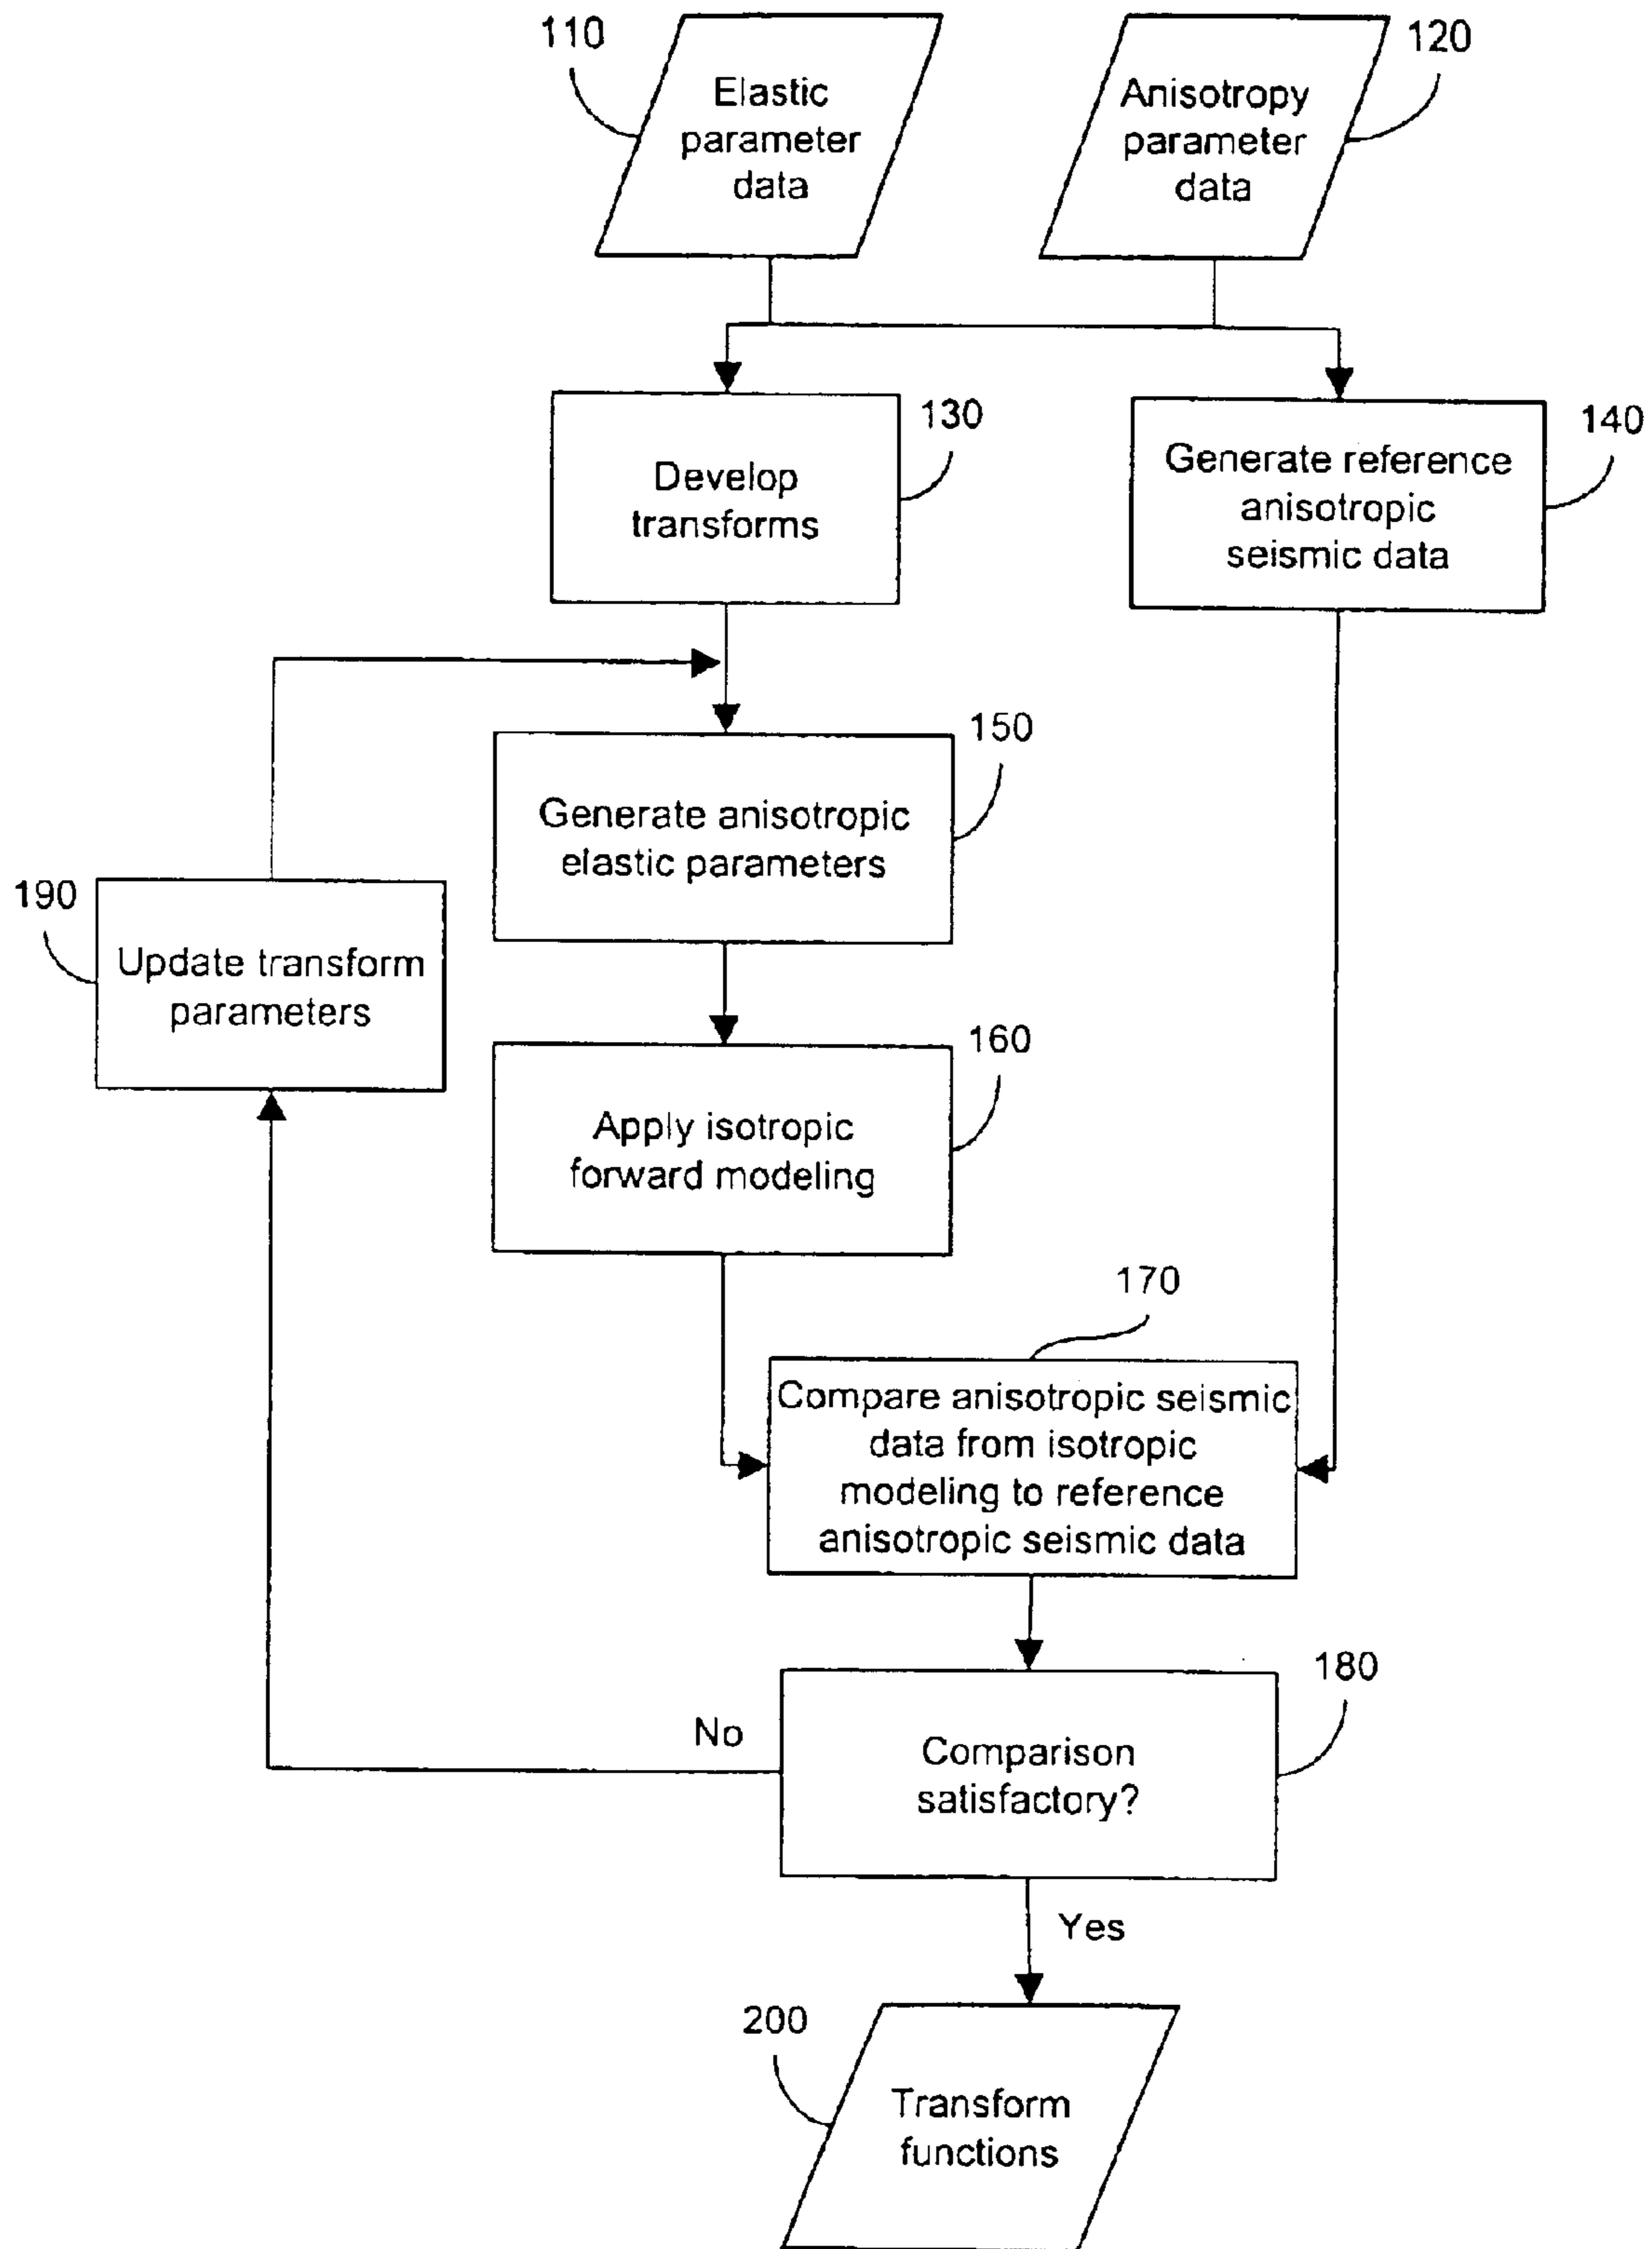 110
Elastic
parameter
data
120
Anisotropy
parameter
data
130
Develop
transforms
140
Generate reference
anisotropic
seismic data
150
Generate anisotropic
elastic parameters
190
Update transform
parameters
160
Apply isotropic
forward modeling
170
Compare anisotropic seismic
data from isotropic
modeling to reference
anisotropic seismic data
180
Comparison
satisfactory?
No
Yes
200
Transform
functions